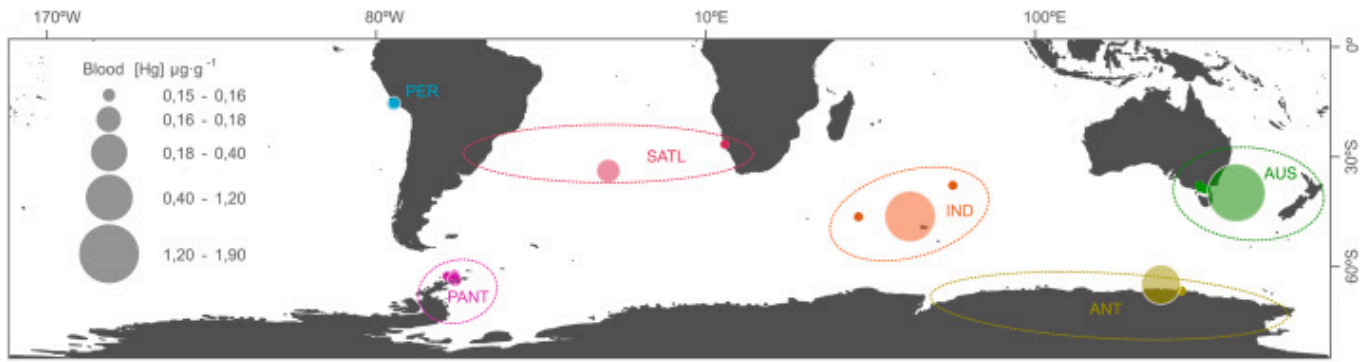 170ºW 80ºW 10ºE 100ºE
Blood [Hg] µg·g⁻¹
0,15 - 0,16
0,16 - 0,18
0,18 - 0,40
0,40 - 1,20
1,20 - 1,90
PER
SATL
IND
AUS
PANT
ANT
0º
30ºS
60ºS